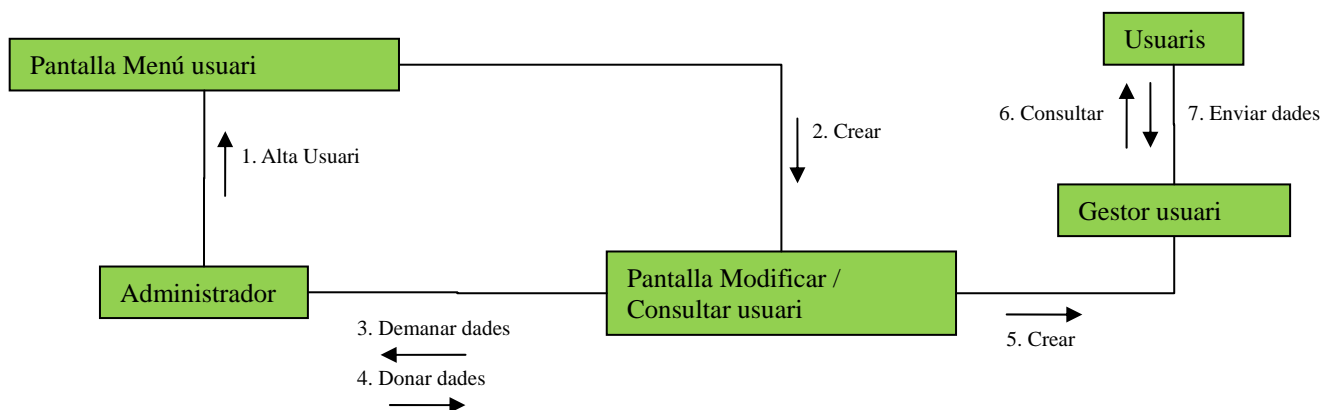 Pantalla Menú usuari
Usuaris
6. Consultar
7. Enviar dades
2. Crear
1. Alta Usuari
Gestor usuari
Administrador
Pantalla Modificar /
Consultar usuari
3. Demanar dades
5. Crear
4. Donar dades